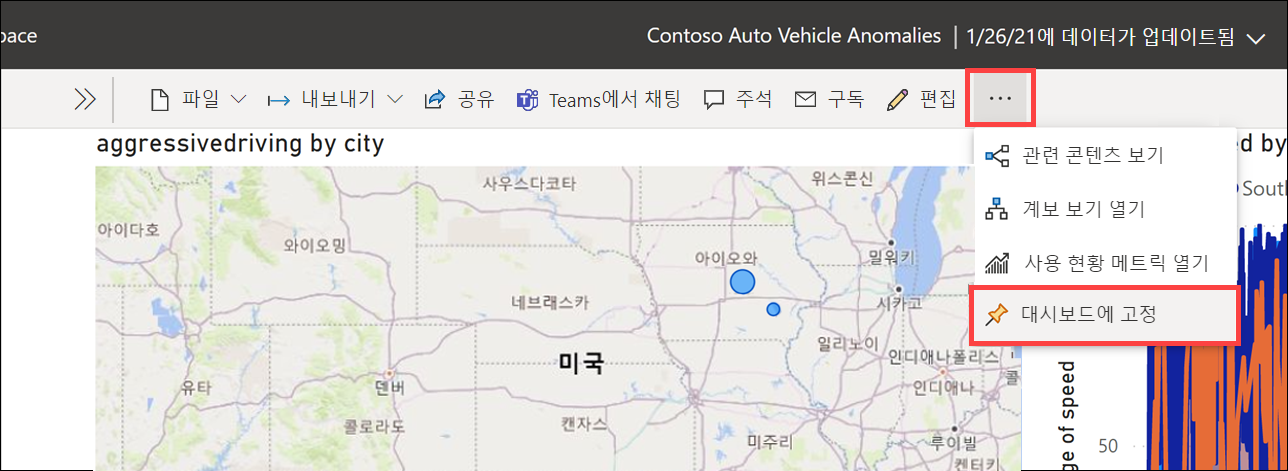 pace
Contoso Auto Vehicle Anomalies | 1/26/21에 데이터가 업데이트됨
파일 내보내기 공유 Teams에서 채팅 주석 구독 편집 ...
aggressivedriving by city
관련 콘텐츠 보기
계보 보기 열기
사용 현황 메트릭 열기
대시보드에 고정
ed by
South
사우스다코타
위스콘신
아이다호
와이오밍
아이오와
밀워키
네브래스카
시카고
일리노이
미국
인디애나폴리스
유타
덴버
인디애나
콜로라도
캔자스
미주리
루이빌
켄터키
ge of speed
50